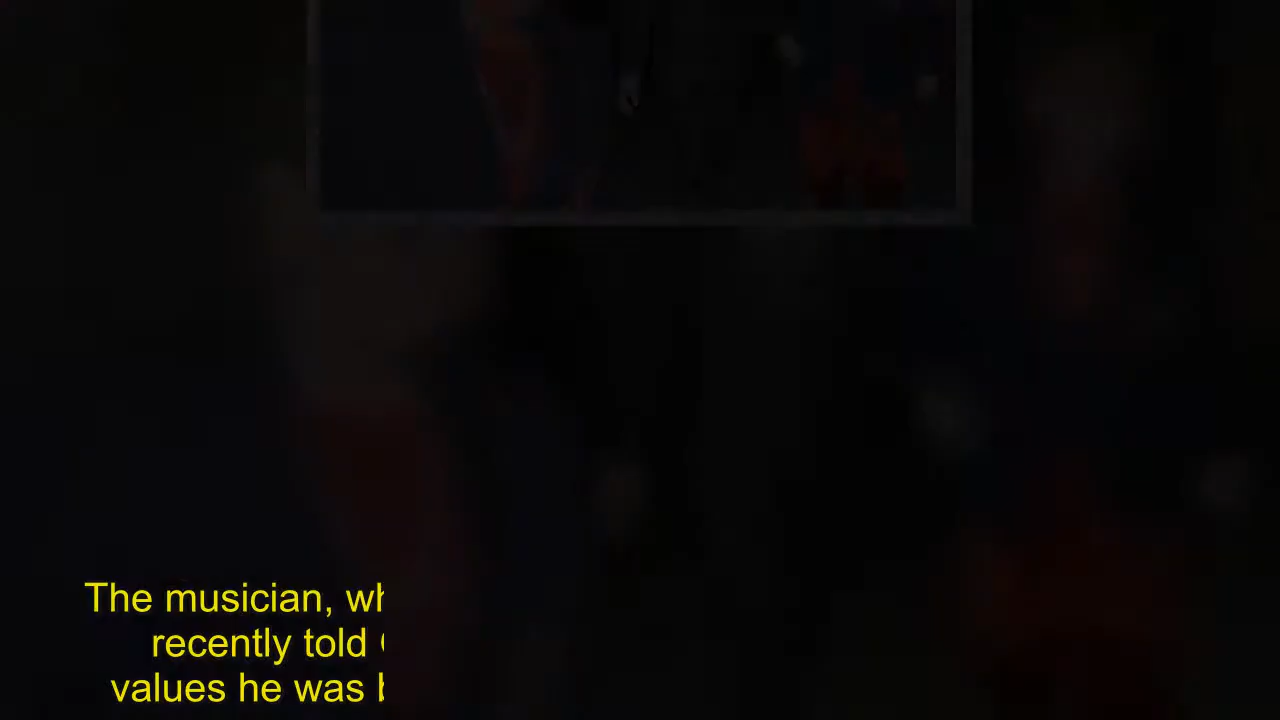 The musician,
recently told
values he was